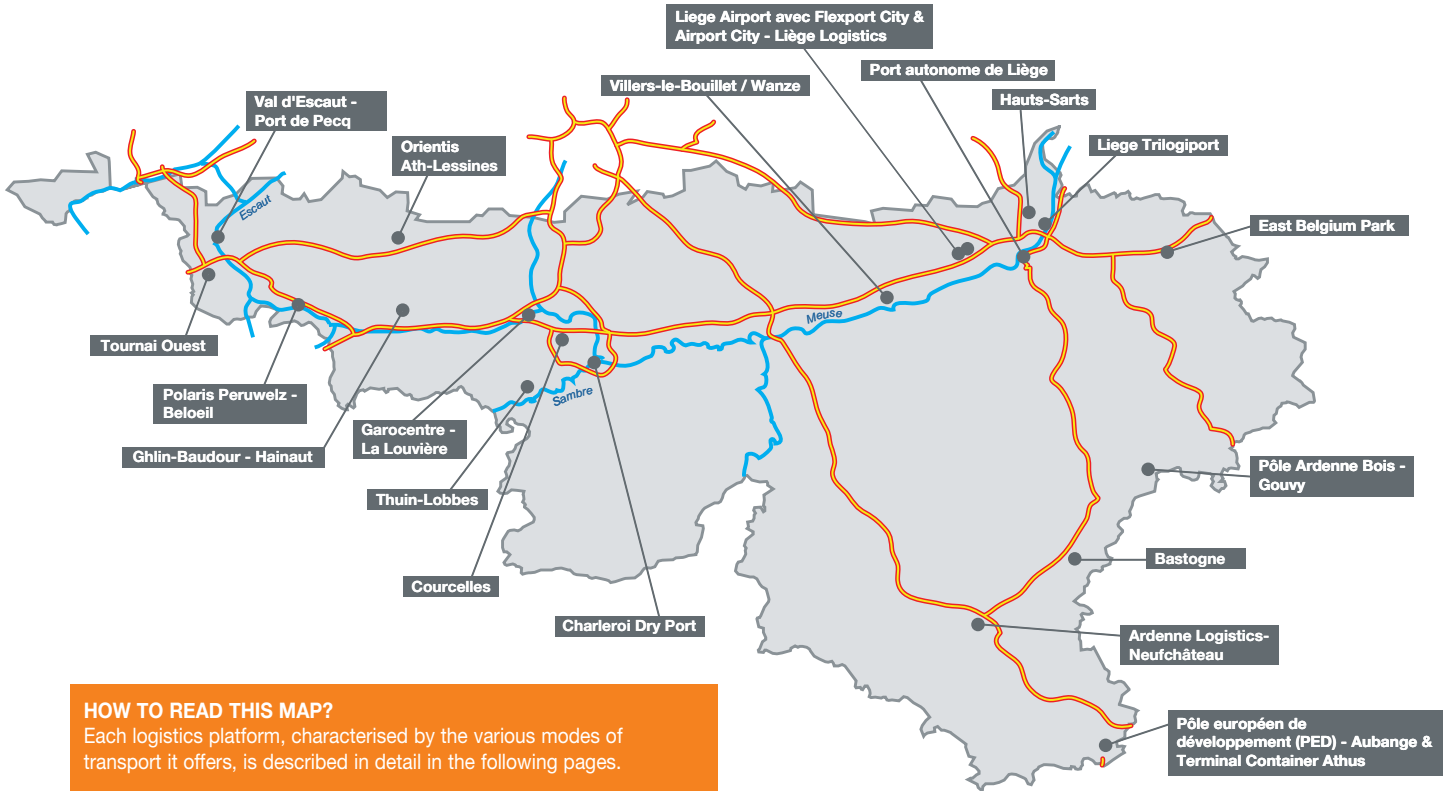 Liege Airport avec Flexport City &
Airport City - Liège Logistics
Port autonome de Liège
Villers-le-Bouillet / Wanze
Hauts-Sarts
Val d'Escaut -
Port de Pecq
Orientis
Ath-Lessines
Liege Trilogiport
Escaut
East Belgium Park
Meuse
Tournai Ouest
Polaris Peruwelz -
Beloeil
Sambre
Garocentre -
La Louvière
Ghlin-Baudour - Hainaut
Pôle Ardenne Bois -
Gouvy
Thuin-Lobbes
Bastogne
Courcelles
Charleroi Dry Port
Ardenne Logistics-
Neufchâteau
HOW TO READ THIS MAP?
Each logistics platform, characterised by the various modes of
transport it offers, is described in detail in the following pages.
Pôle européen de
développement (PED) - Aubange &
Terminal Container Athus